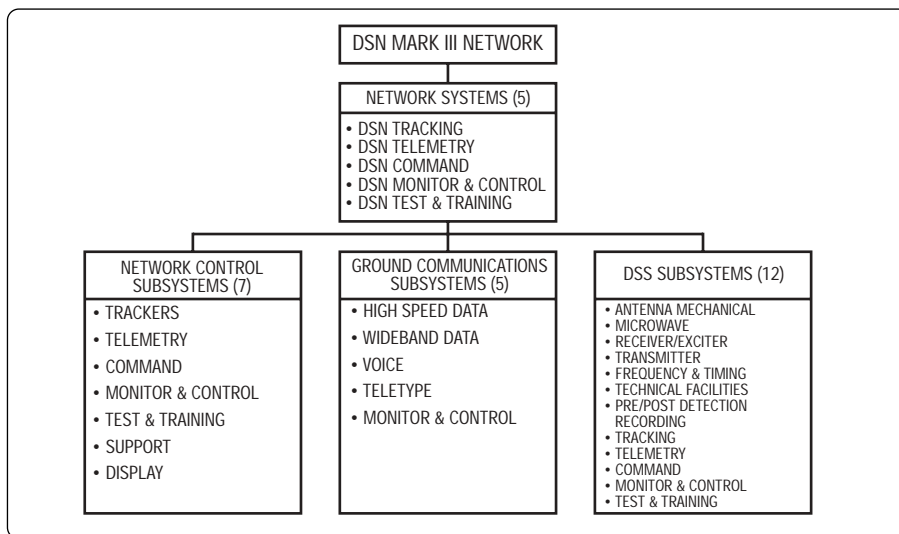 DSN MARK III NETWORK
NETWORK SYSTEMS (5)
• DSN TRACKING
• DSN TELEMETRY
• DSN COMMAND
• DSN MONITOR & CONTROL
• DSN TEST & TRAINING
NETWORK CONTROL
SUBSYSTEMS (7)
• TRACKERS
• TELEMETRY
• COMMAND
• MONITOR & CONTROL
• TEST & TRAINING
• SUPPORT
• DISPLAY
GROUND COMMUNICATIONS
SUBSYSTEMS (5)
• HIGH SPEED DATA
• WIDEBAND DATA
• VOICE
• TELETYPE
• MONITOR & CONTROL
DSS SUBSYSTEMS (12)
• ANTENNA MECHANICAL
• MICROWAVE
• RECEIVER/EXCITER
• TRANSMITTER
• FREQUENCY & TIMING
• TECHNICAL FACILITIES
• PRE/POST DETECTION
RECORDING
• TRACKING
• TELEMETRY
• COMMAND
• MONITOR & CONTROL
• TEST & TRAINING